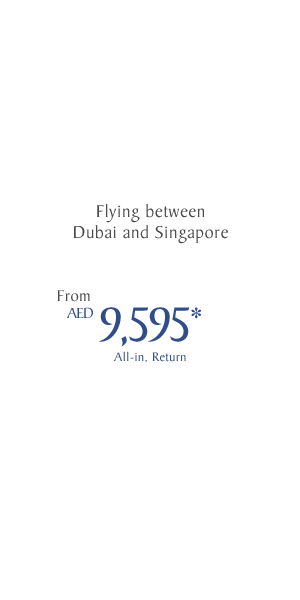 Flying between
Dubai and Singapore
From
AED 9,595*
All-in, Return